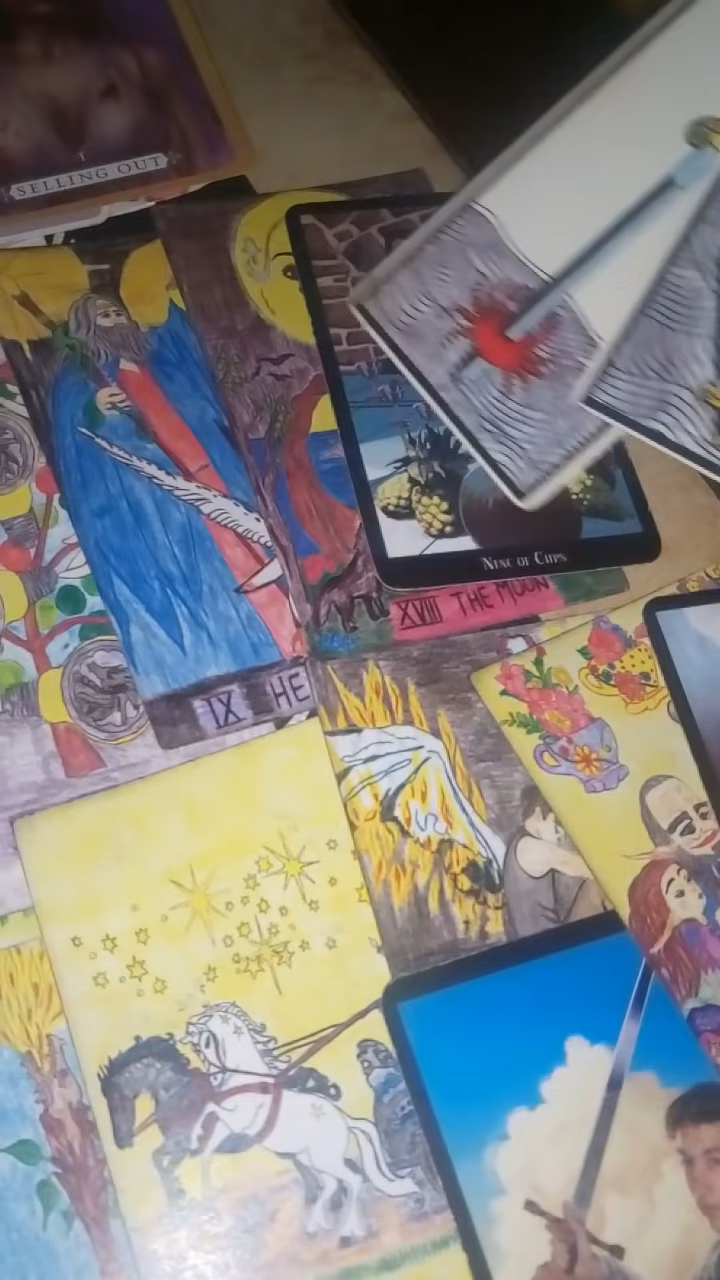 I
SELLING OUT
NINE OF CUPS
XVIII THE MOON
IX HE